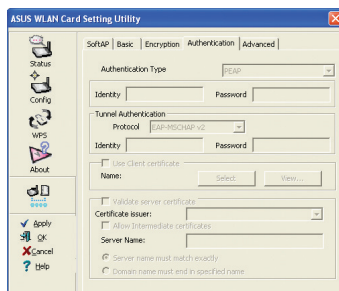 ASUS WLAN Card Setting Utility
SoftAP Basic Encryption Authentication Advanced
Status
Config
WPS
About
Apply
OK
Cancel
Help
Authentication Type PEAP
Identity Password
Tunnel Authentication
Protocol EAP-MSCHAP v2
Identity Password
Use Client certificate
Name: Select View...
Validate server certificate
Certificate issuer:
Allow Intermediate certificates
Server Name:
Server name must match exactly
Domain name must end in specified name